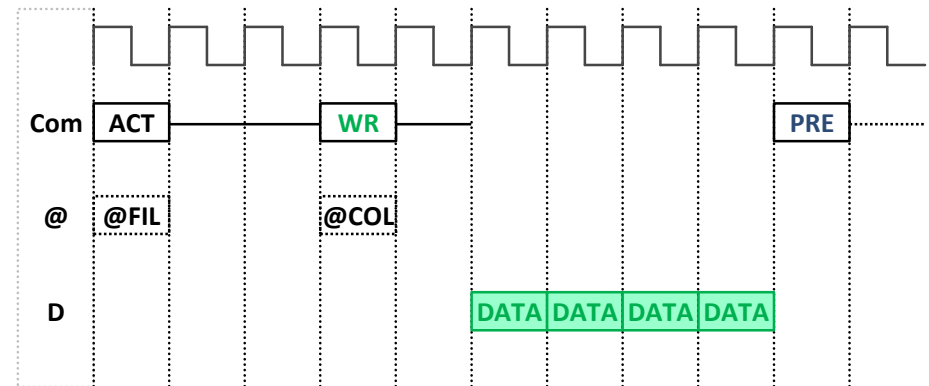 Com ACT WR PRE
@ @FIL @COL
D DATA DATA DATA DATA